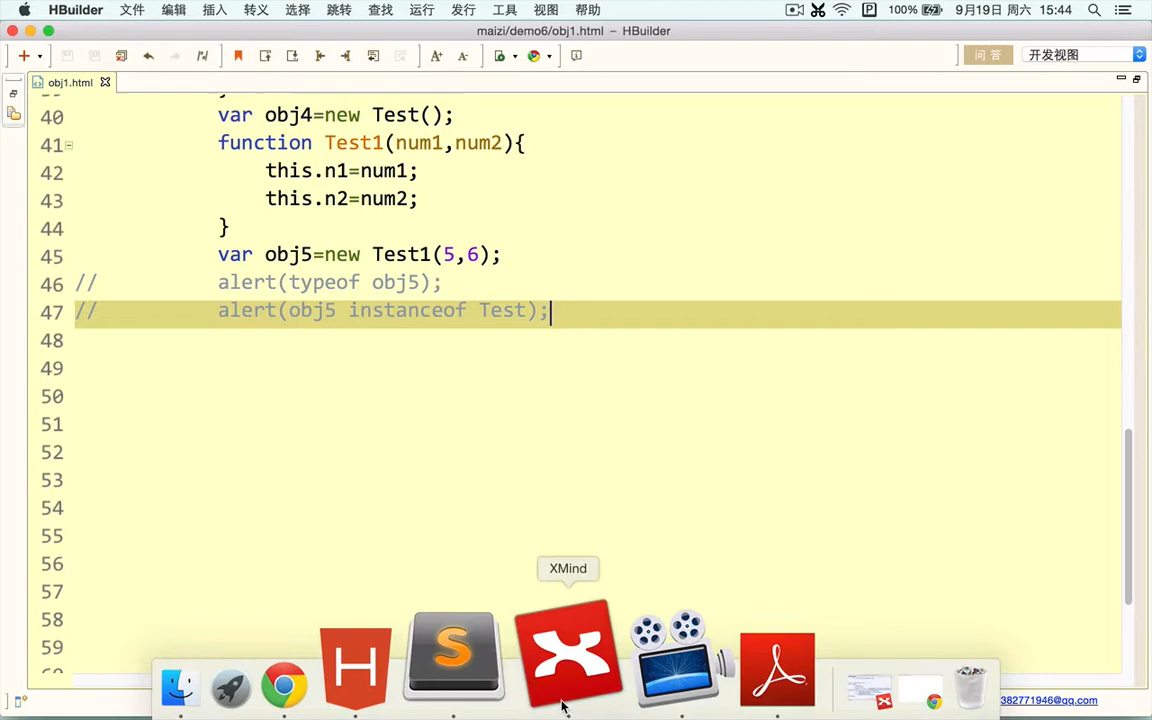 HBuilder 文件 编辑 插入 转义 选择 跳转 查找 运行 发行 工具 视图 帮助 100% 9月19日 周六 15:44
maizi/demo6/obj1.html – HBuilder
问 答 开发视图
obj1.html
40 var obj4=new Test();
41 function Test1(num1,num2){
42 this.n1=num1;
43 this.n2=num2;
44 }
45 var obj5=new Test1(5,6);
46 // alert(typeof obj5);
47 // alert(obj5 instanceof Test);
48
49
50
51
52
53
54
55
56
57
58
59
XMind
382771946@qq.com